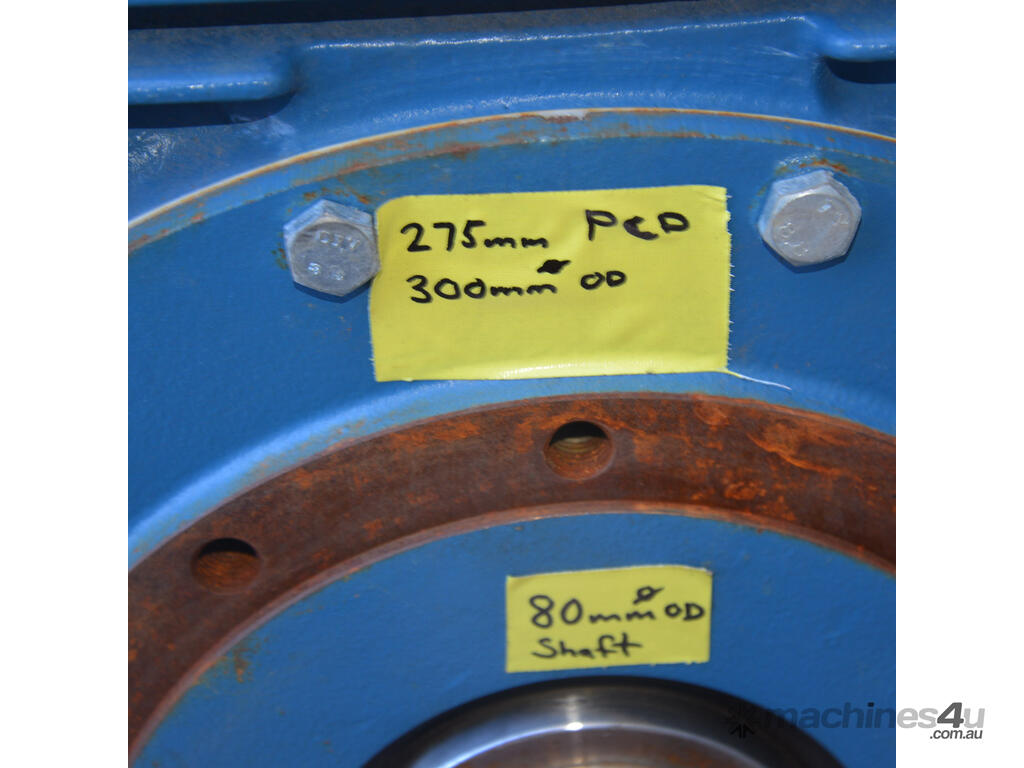 275mm PCD
300mm ø OD
80mm ø OD
Shaft
machines4u
.com.au